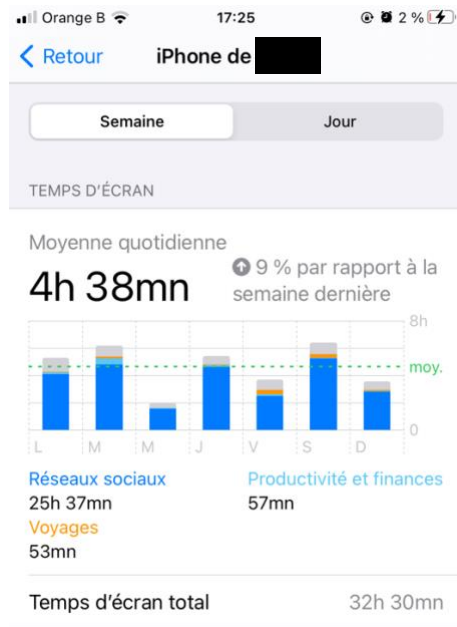 Orange B 17:25 2 %
Retour iPhone de
Semaine Jour
TEMPS D'ÉCRAN
Moyenne quotidienne
4h 38mn
9 % par rapport à la
semaine dernière
8h
moy.
0
L M M J V S D
Réseaux sociaux Productivité et finances
25h 37mn 57mn
Voyages
53mn
Temps d'écran total 32h 30mn